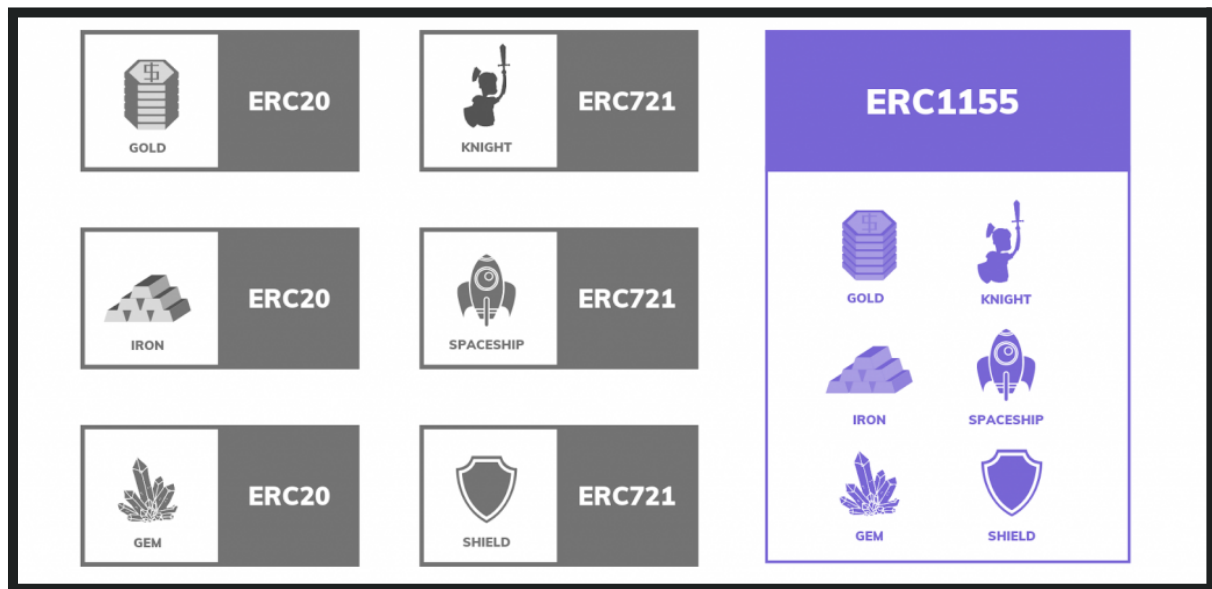 GOLD
ERC20
KNIGHT
ERC721
ERC1155
IRON
ERC20
SPACESHIP
ERC721
GEM
ERC20
SHIELD
ERC721
GOLD
KNIGHT
IRON
SPACESHIP
GEM
SHIELD